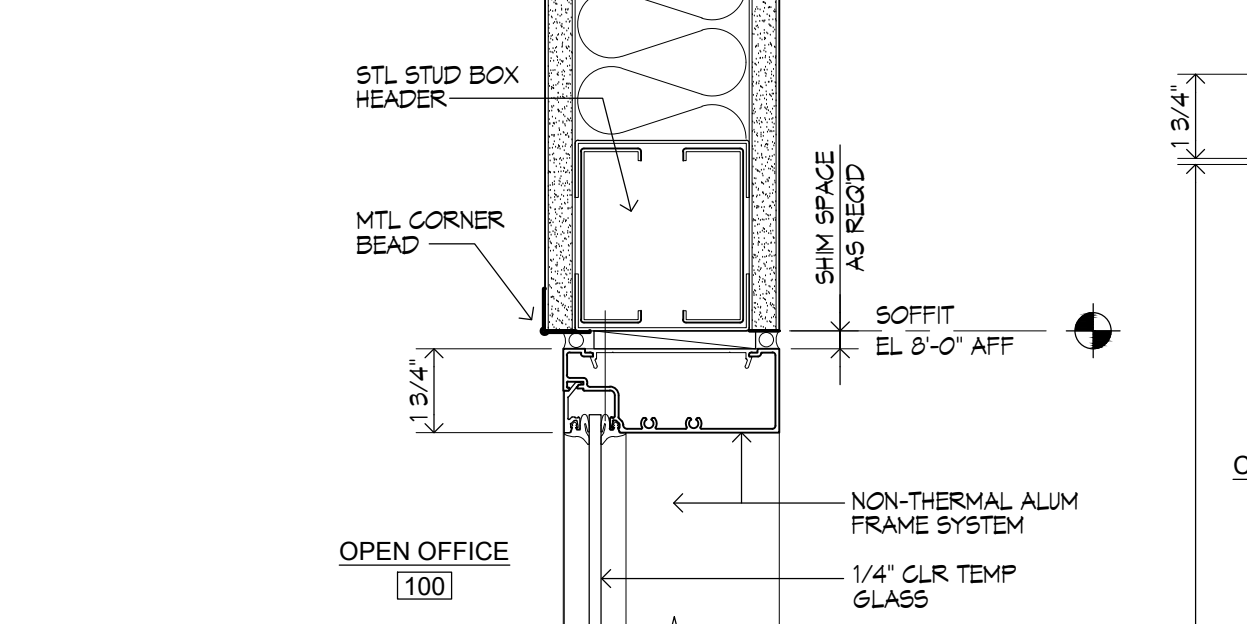 STL STUD BOX
HEADER
MTL CORNER
BEAD
SHIM SPACE
AS REQ'D
1 3/4"
SOFFIT
EL 8'-0" AFF
1 3/4"
NON-THERMAL ALUM
FRAME SYSTEM
OPEN OFFICE
100
1/4" CLR TEMP
GLASS